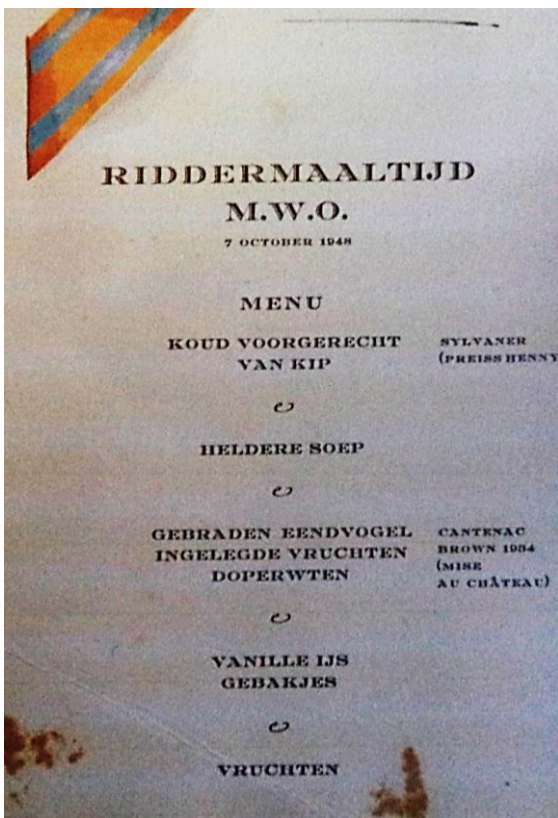 RIDDERMAALTIJD
M.W.O.
7 OCTOBER 1948
MENU
KOUD VOORGERECHT
VAN KIP
SYLVANER
(PREISS HENNY
HELDERE SOEP
GEBRADEN EENDVOGEL
INGELEGDE VRUCHTEN
DOPERWTEN
CANTENAC
BROWN 1934
(MISE
AU CHÂTEAU)
VANILLE IJS
GEBAKJES
VRUCHTEN